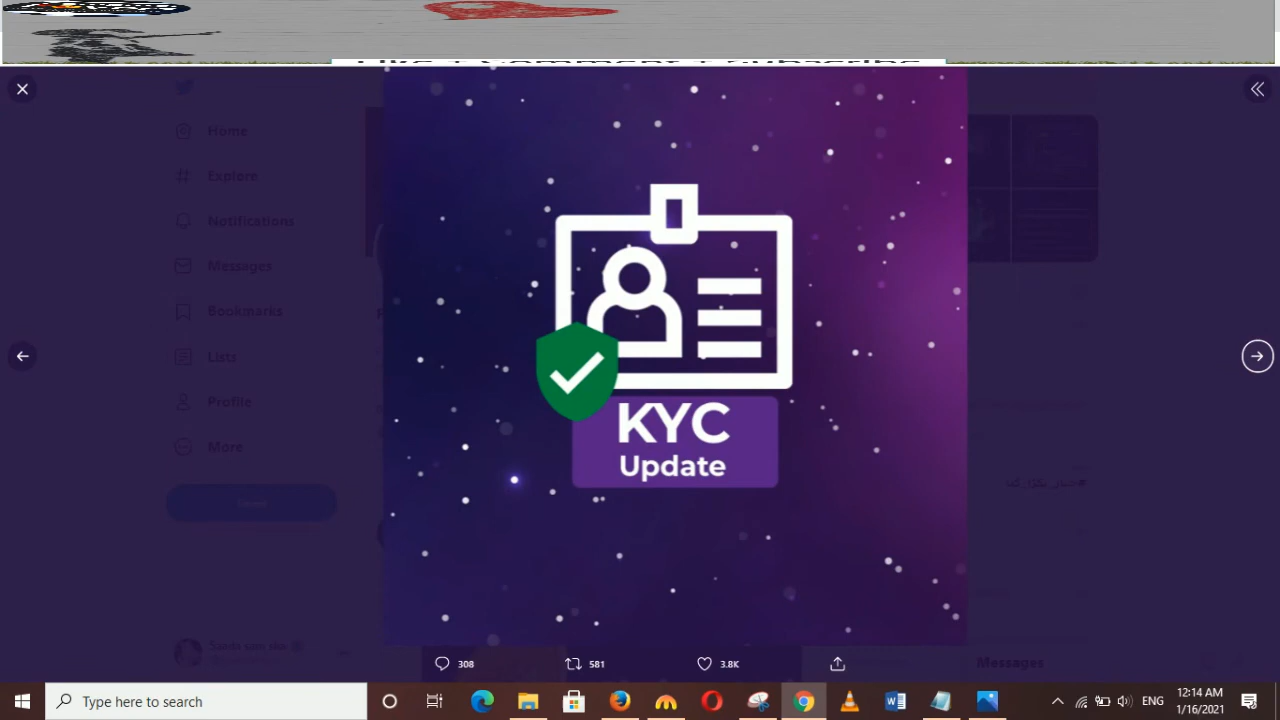 Home
Explore
Notifications
Messages
Bookmarks
Lists
Profile
More
KYC
Update
308
581
3.8K
Messages
Type here to search
ENG
12:14 AM
1/16/2021